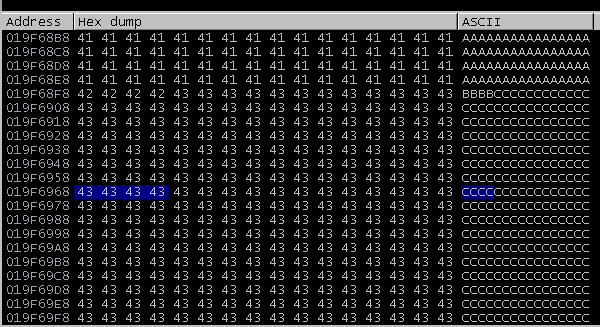 Address Hex dump ASCII
019F68B8 41 41 41 41 41 41 41 41 41 41 41 41 41 41 41 41 AAAAAAAAAAAAAAAA
019F68C8 41 41 41 41 41 41 41 41 41 41 41 41 41 41 41 41 AAAAAAAAAAAAAAAA
019F68D8 41 41 41 41 41 41 41 41 41 41 41 41 41 41 41 41 AAAAAAAAAAAAAAAA
019F68E8 41 41 41 41 41 41 41 41 41 41 41 41 41 41 41 41 AAAAAAAAAAAAAAAA
019F68F8 42 42 42 42 43 43 43 43 43 43 43 43 43 43 43 43 BBBBCCCCCCCCCCCC
019F6908 43 43 43 43 43 43 43 43 43 43 43 43 43 43 43 43 CCCCCCCCCCCCCCCC
019F6918 43 43 43 43 43 43 43 43 43 43 43 43 43 43 43 43 CCCCCCCCCCCCCCCC
019F6928 43 43 43 43 43 43 43 43 43 43 43 43 43 43 43 43 CCCCCCCCCCCCCCCC
019F6938 43 43 43 43 43 43 43 43 43 43 43 43 43 43 43 43 CCCCCCCCCCCCCCCC
019F6948 43 43 43 43 43 43 43 43 43 43 43 43 43 43 43 43 CCCCCCCCCCCCCCCC
019F6958 43 43 43 43 43 43 43 43 43 43 43 43 43 43 43 43 CCCCCCCCCCCCCCCC
019F6968 43 43 43 43 43 43 43 43 43 43 43 43 43 43 43 43 CCCCCCCCCCCCCCCC
019F6978 43 43 43 43 43 43 43 43 43 43 43 43 43 43 43 43 CCCCCCCCCCCCCCCC
019F6988 43 43 43 43 43 43 43 43 43 43 43 43 43 43 43 43 CCCCCCCCCCCCCCCC
019F6998 43 43 43 43 43 43 43 43 43 43 43 43 43 43 43 43 CCCCCCCCCCCCCCCC
019F69A8 43 43 43 43 43 43 43 43 43 43 43 43 43 43 43 43 CCCCCCCCCCCCCCCC
019F69B8 43 43 43 43 43 43 43 43 43 43 43 43 43 43 43 43 CCCCCCCCCCCCCCCC
019F69C8 43 43 43 43 43 43 43 43 43 43 43 43 43 43 43 43 CCCCCCCCCCCCCCCC
019F69D8 43 43 43 43 43 43 43 43 43 43 43 43 43 43 43 43 CCCCCCCCCCCCCCCC
019F69E8 43 43 43 43 43 43 43 43 43 43 43 43 43 43 43 43 CCCCCCCCCCCCCCCC
019F69F8 43 43 43 43 43 43 43 43 43 43 43 43 43 43 43 43 CCCCCCCCCCCCCCCC